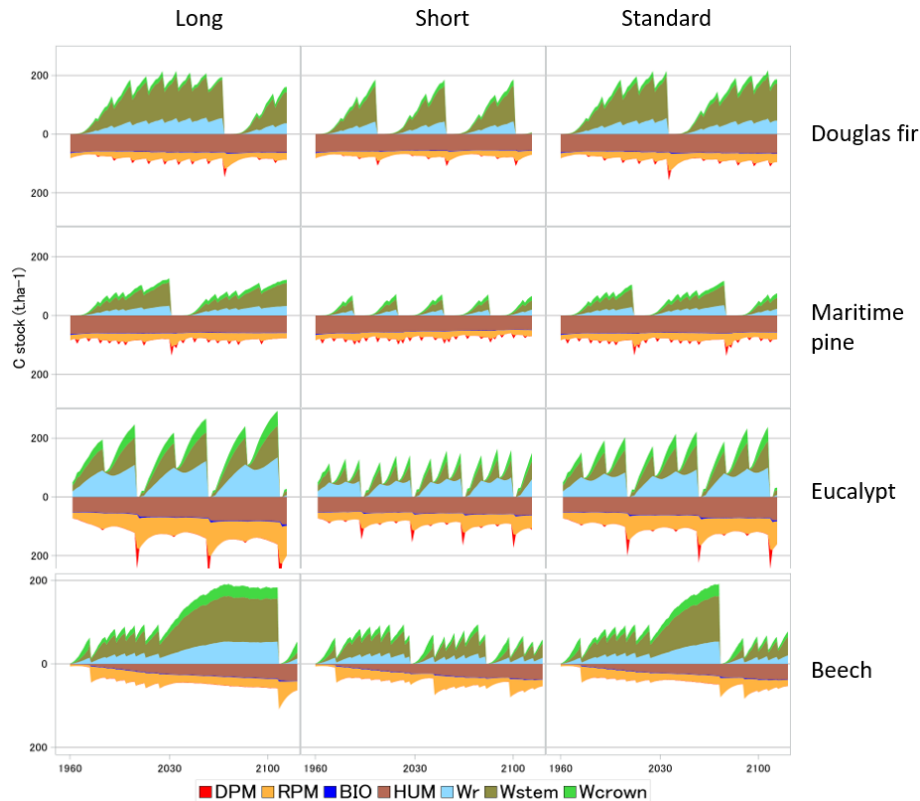 Long Short Standard
200
0
200
Douglas fir
200
0
200
Maritime
pine
C stock (t.ha−1)
200
0
200
Eucalypt
200
0
200
Beech
1960 2030 2100 1960 2030 2100 1960 2030 2100
DPM RPM BIO HUM Wr Wstem Wcrown